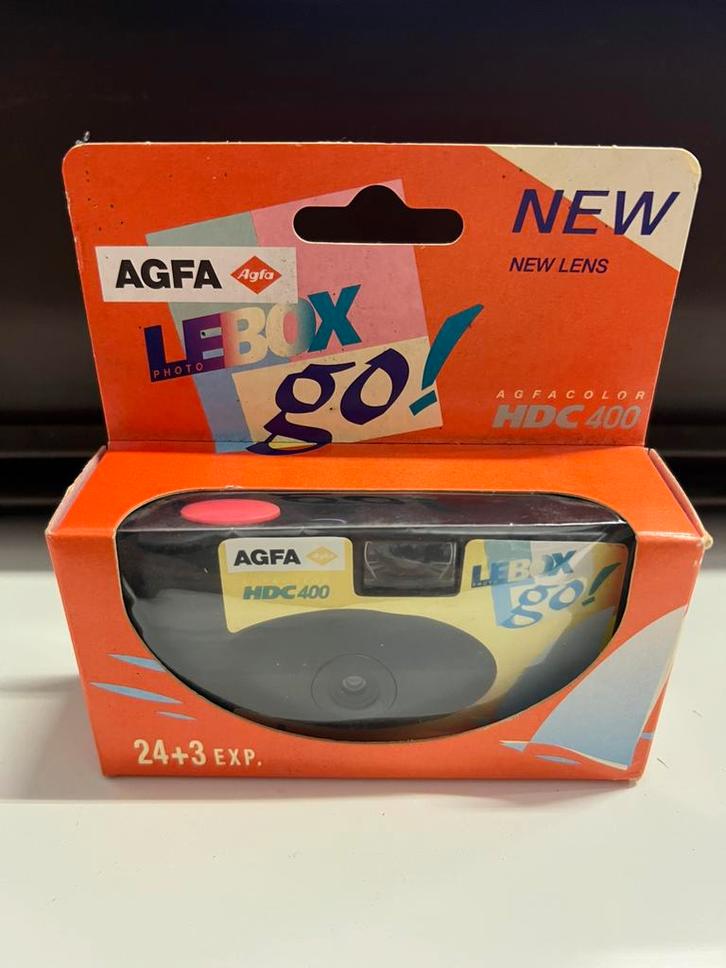 NEW
NEW LENS
AGFA Agfa
LEBOX
PHOTO
go!
AGFACOLOR
HDC 400
AGFA
HDC 400
LEBOX
PHOTO
go!
24+3 EXP.